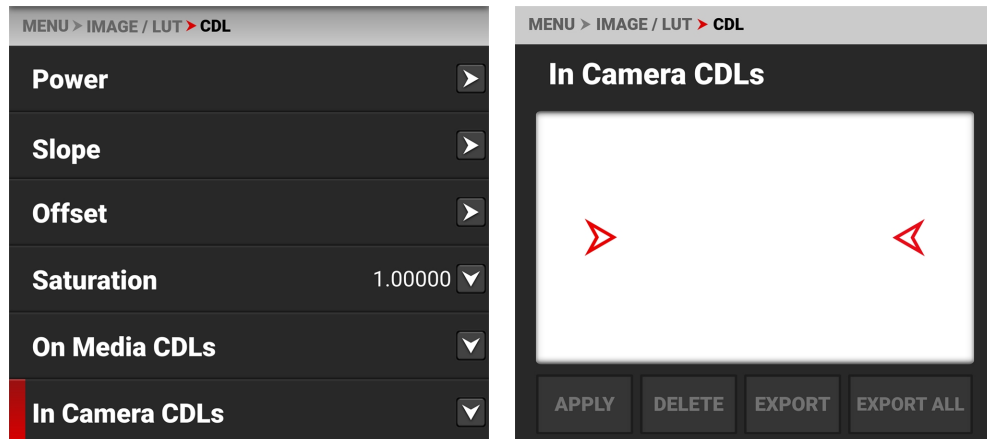 MENU > IMAGE / LUT > CDL
Power
Slope
Offset
Saturation 1.00000
On Media CDLs
In Camera CDLs
MENU > IMAGE / LUT > CDL
In Camera CDLs
APPLY DELETE EXPORT EXPORT ALL